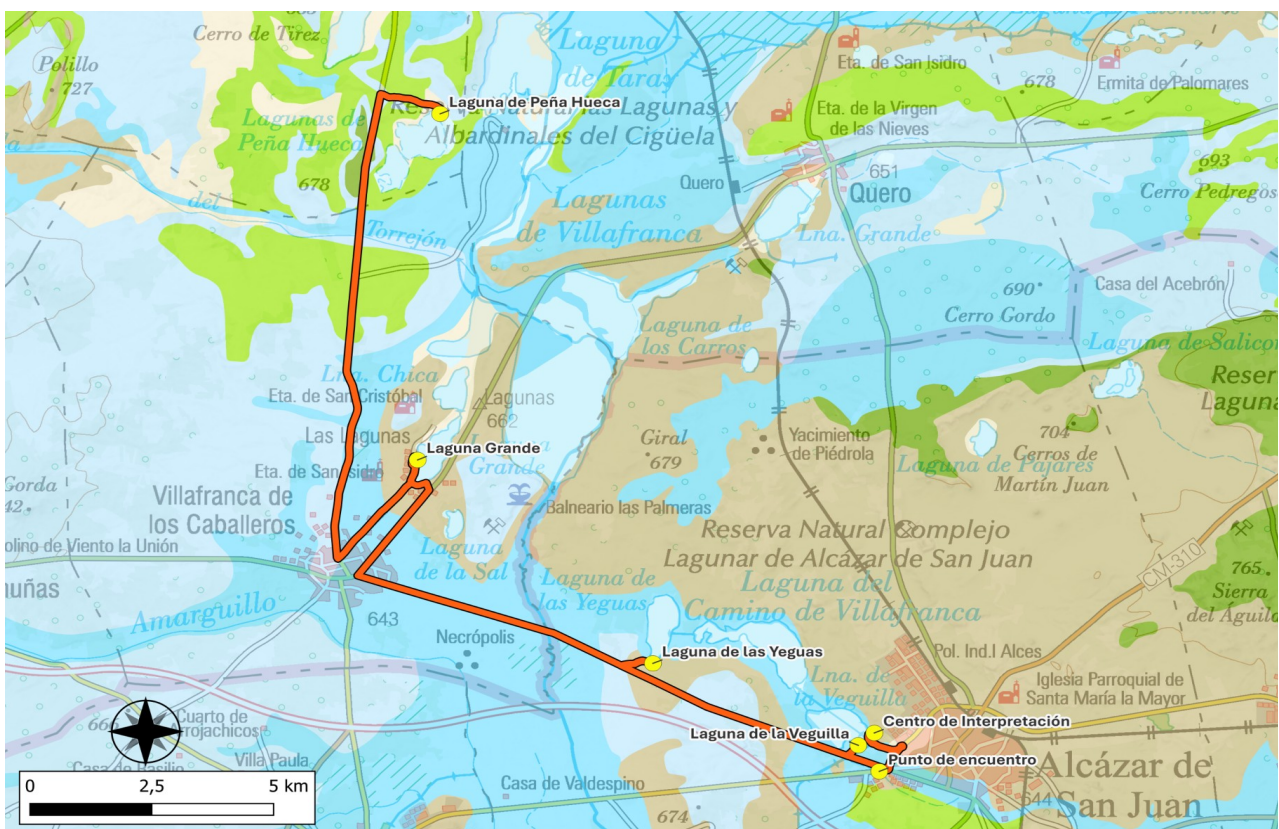 Cerro de Tirez
Polillo
727
Laguna
de Taray
Eta. de San Isidro
678
Ermita de Palomares
Laguna de Peña Hueca
Reserva Natural las Lagunas y
Albardinales del Cigüela
Lagunas de
Peña Hueca
678
Eta. de la Virgen
de las Nieves
651
Quero
Quero
693
Cerro Pedregos
del
Torrejón
Lagunas
de Villafranca
Lna. Grande
Casa del Acebrón
690
Cerro Gordo
Laguna de
los Carros
Laguna de Salicor
Reser
Laguna
Lna. Chica
Eta. de San Cristóbal
Lagunas
662
Las Lagunas
Laguna Grande
Laguna
Grande
Eta. de San Isidro
Giral
679
Yacimiento
de Piédrola
704
Cerros de
Martín Juan
Laguna de Pajares
Gorda
42
Villafranca de
los Caballeros
Balneario las Palmeras
Reserva Natural Complejo
Lagunar de Alcázar de San Juan
olino de Viento la Unión
Laguna
de la Sal
CM-310
765
Sierra
del Águila
uñas
Laguna de
las Yeguas
Laguna del
Camino de Villafranca
Amarguillo
643
Necrópolis
Laguna de las Yeguas
Pol. Ind.l Alces
Lna. de
la Veguilla
Iglesia Parroquial de
Santa María la Mayor
66
Cuarto de
rrojachicos
Centro de Interpretación
Laguna de la Veguilla
Punto de encuentro
Casa de Basilio
Villa Paula
Alcázar de
San Juan
644
Casa de Valdespino
674
0 2,5 5 km